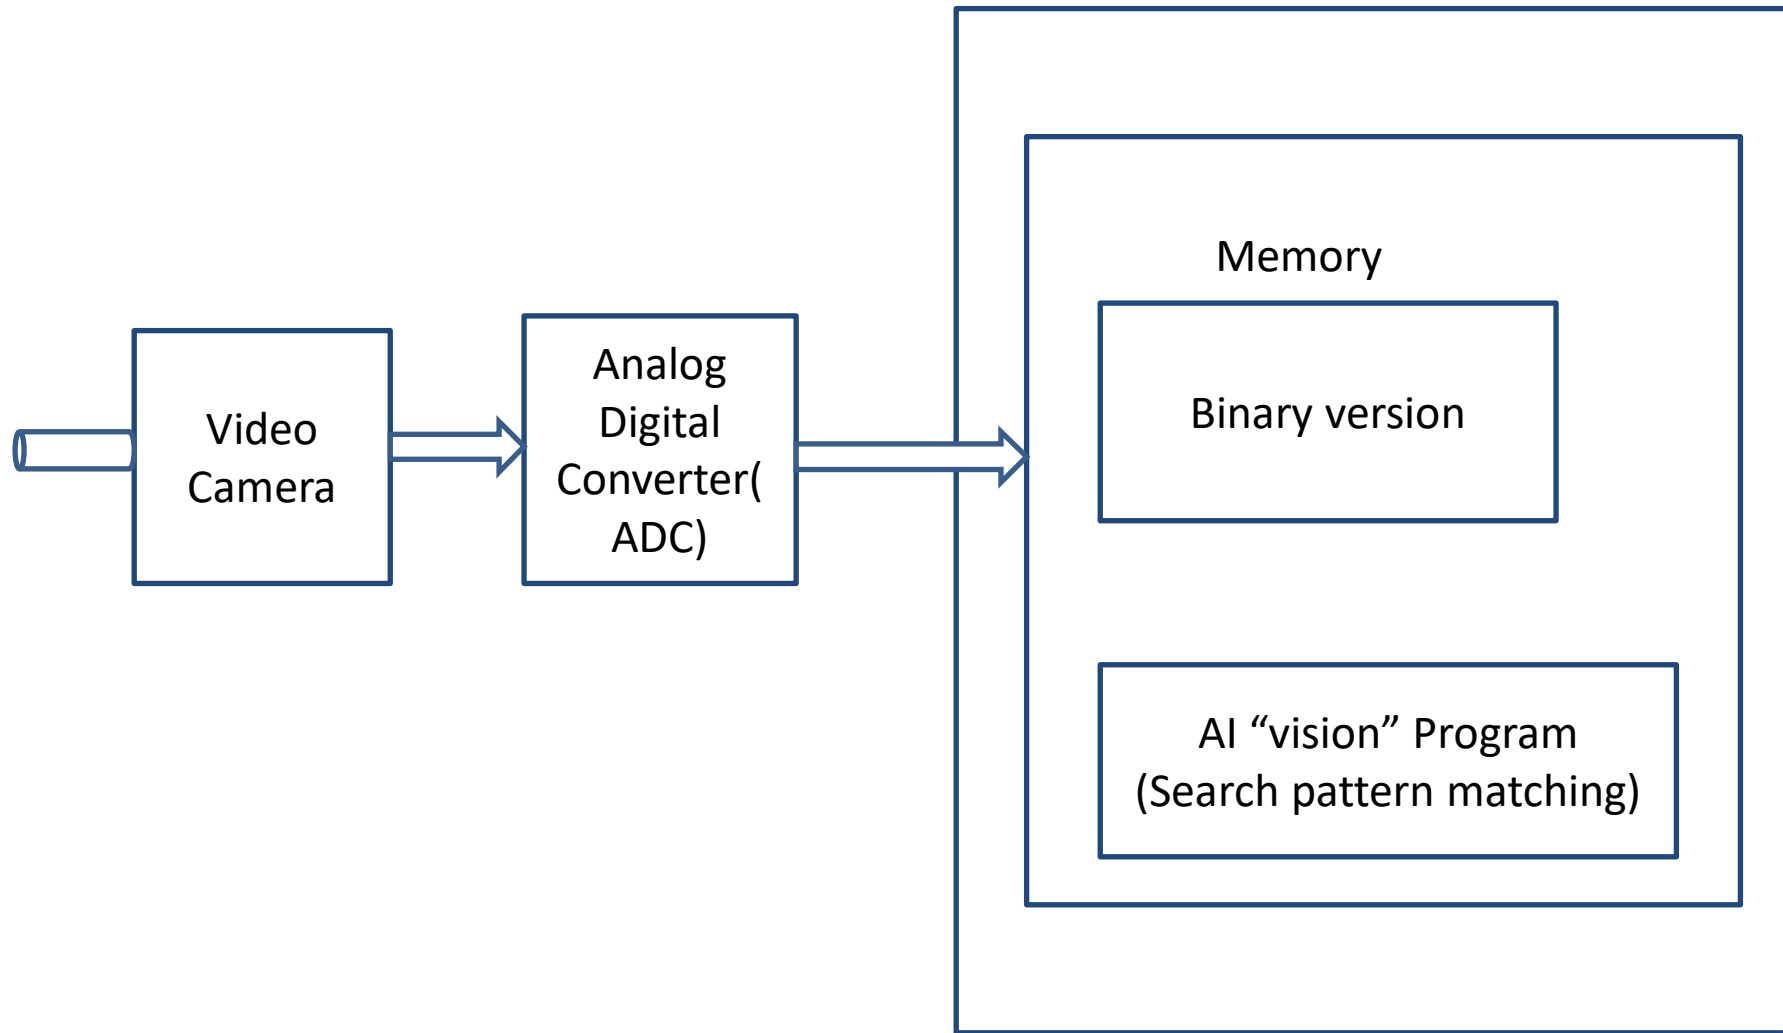 Video
Camera
Analog
Digital
Converter(
ADC)
Memory
Binary version
AI “vision” Program
(Search pattern matching)